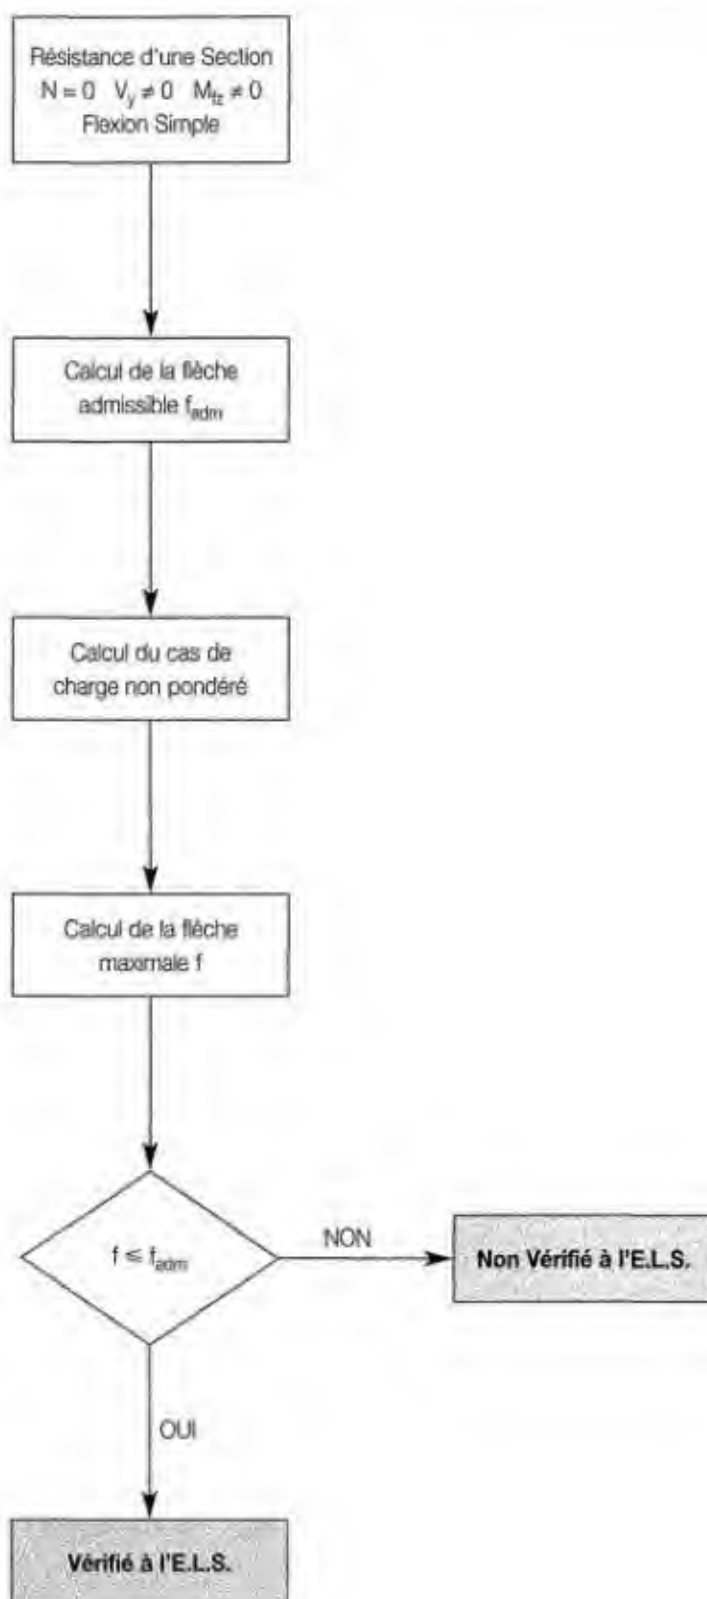 Résistance d'une Section
N = 0 V_y ≠ 0 M_fz ≠ 0
Flexion Simple
Calcul de la flèche
admissible f_adm
Calcul du cas de
charge non pondéré
Calcul de la flèche
maximale f
f ≤ f_adm
NON
Non Vérifié à l'E.L.S.
OUI
Vérifié à l'E.L.S.